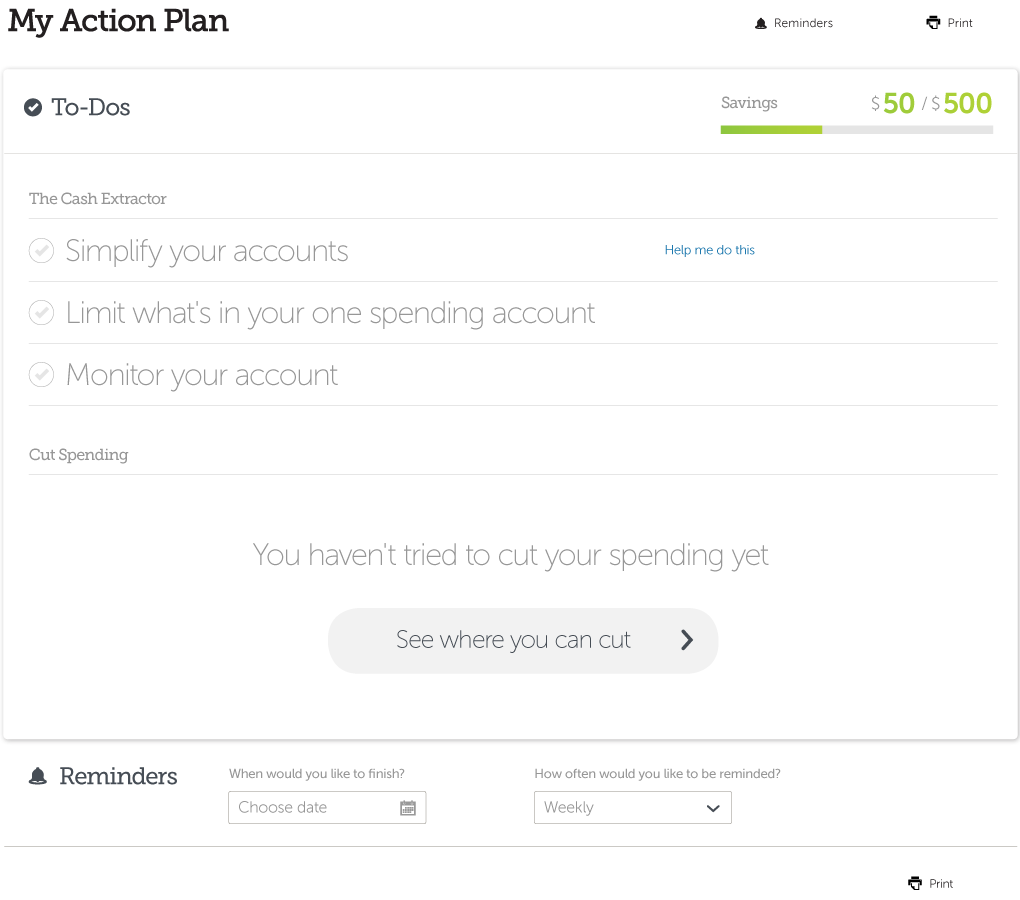 My Action Plan
Reminders
Print
To-Dos
Savings
$50 / $500
The Cash Extractor
Simplify your accounts
Help me do this
Limit what's in your one spending account
Monitor your account
Cut Spending
You haven't tried to cut your spending yet
See where you can cut
Reminders
When would you like to finish?
How often would you like to be reminded?
Choose date
Weekly
Print